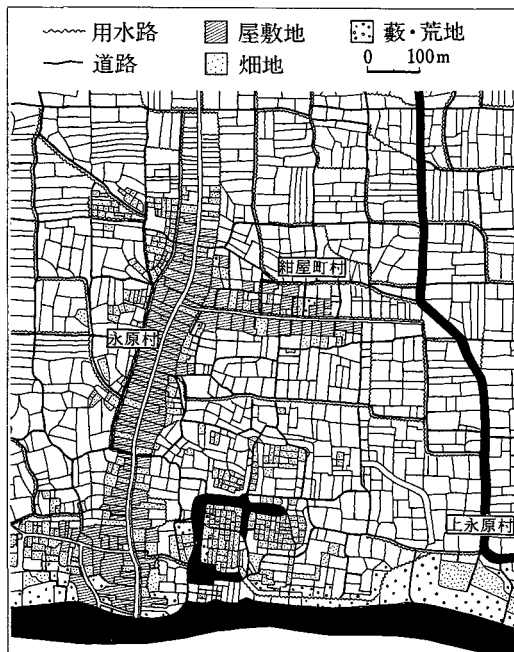 用水路 屋敷地 藪・荒地
道路 畑地 0 100m
紺屋町村
永原村
上永原村